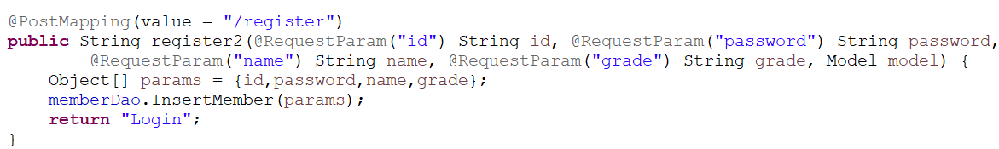 @PostMapping(value = "/register")
public String register2(@RequestParam("id") String id, @RequestParam("password") String password,
        @RequestParam("name") String name, @RequestParam("grade") String grade, Model model) {
    Object[] params = {id,password,name,grade};
    memberDao.InsertMember(params);
    return "Login";
}